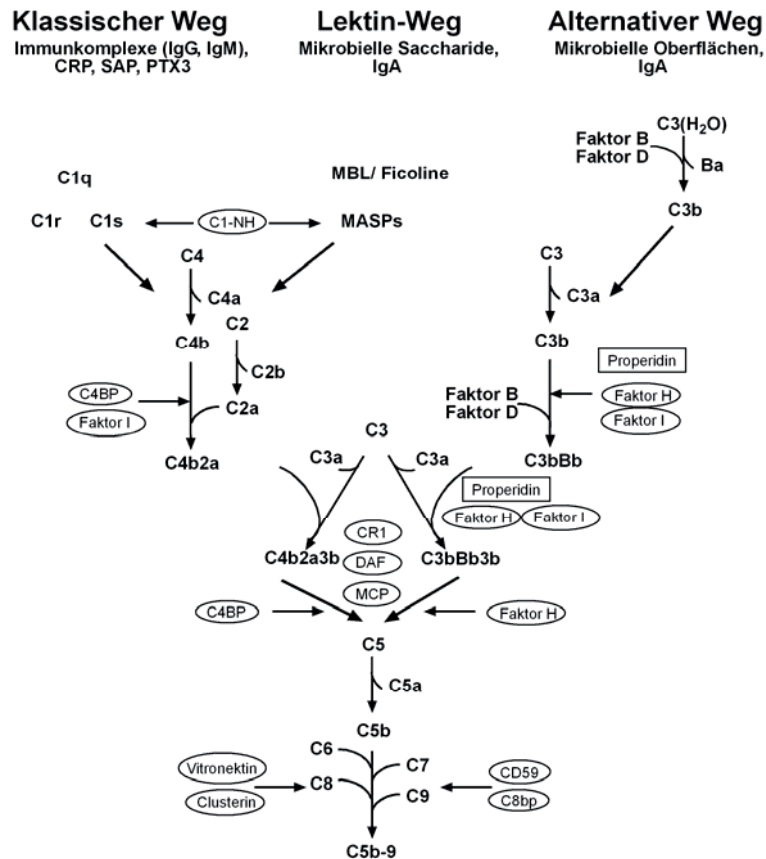 Klassischer Weg
Immunkomplexe (IgG, IgM),
CRP, SAP, PTX3
Lektin-Weg
Mikrobielle Saccharide,
IgA
Alternativer Weg
Mikrobielle Oberflächen,
IgA
C3(H₂O)
Faktor B
Faktor D
Ba
C3b
C1q
MBL/ Ficoline
C1r
C1s
C1-NH
MASPs
C4
C4a
C4b
C2
C2b
C2a
C4BP
Faktor I
C4b2a
C3
C3a
C3b
Properidin
Faktor B
Faktor D
Faktor H
Faktor I
C3bBb
C3
C3a
C3a
Properidin
Faktor H
Faktor I
CR1
C4b2a3b
DAF
C3bBb3b
MCP
C4BP
Faktor H
C5
C5a
C5b
C6
C7
C8
C9
Vitronektin
Clusterin
CD59
C8bp
C5b-9